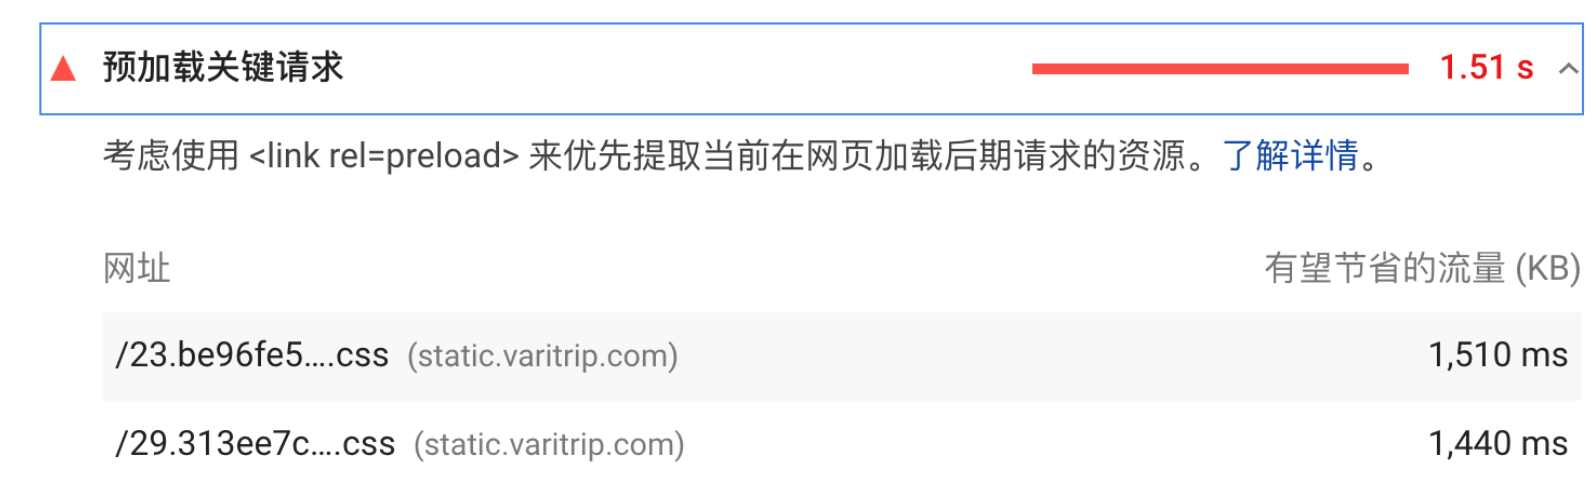 预加载关键请求 1.51 s
考虑使用 <link rel=preload> 来优先提取当前在网页加载后期请求的资源。了解详情。
网址 有望节省的流量 (KB)
/23.be96fe5….css (static.varitrip.com) 1,510 ms
/29.313ee7c….css (static.varitrip.com) 1,440 ms